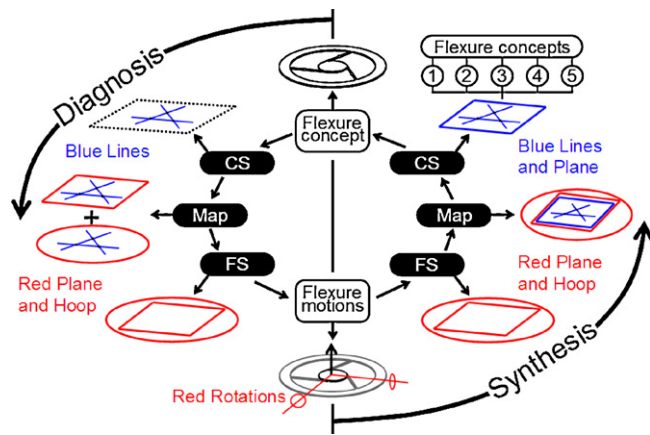 Diagnosis
Flexure concepts
1 2 3 4 5
Flexure
concept
Blue Lines
CS
CS
Blue Lines
and Plane
Map
Map
+
FS
FS
Red Plane
and Hoop
Flexure
motions
Red Plane
and Hoop
Red Rotations
Synthesis